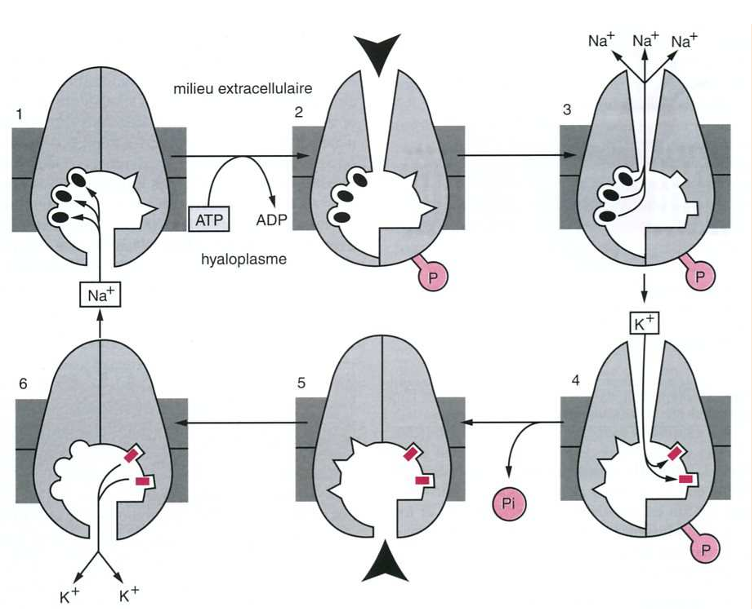 Na+ Na+ Na+
milieu extracellulaire
1
2
3
ATP
ADP
hyaloplasme
P
P
Na+
K+
6
5
4
Pi
P
K+ K+